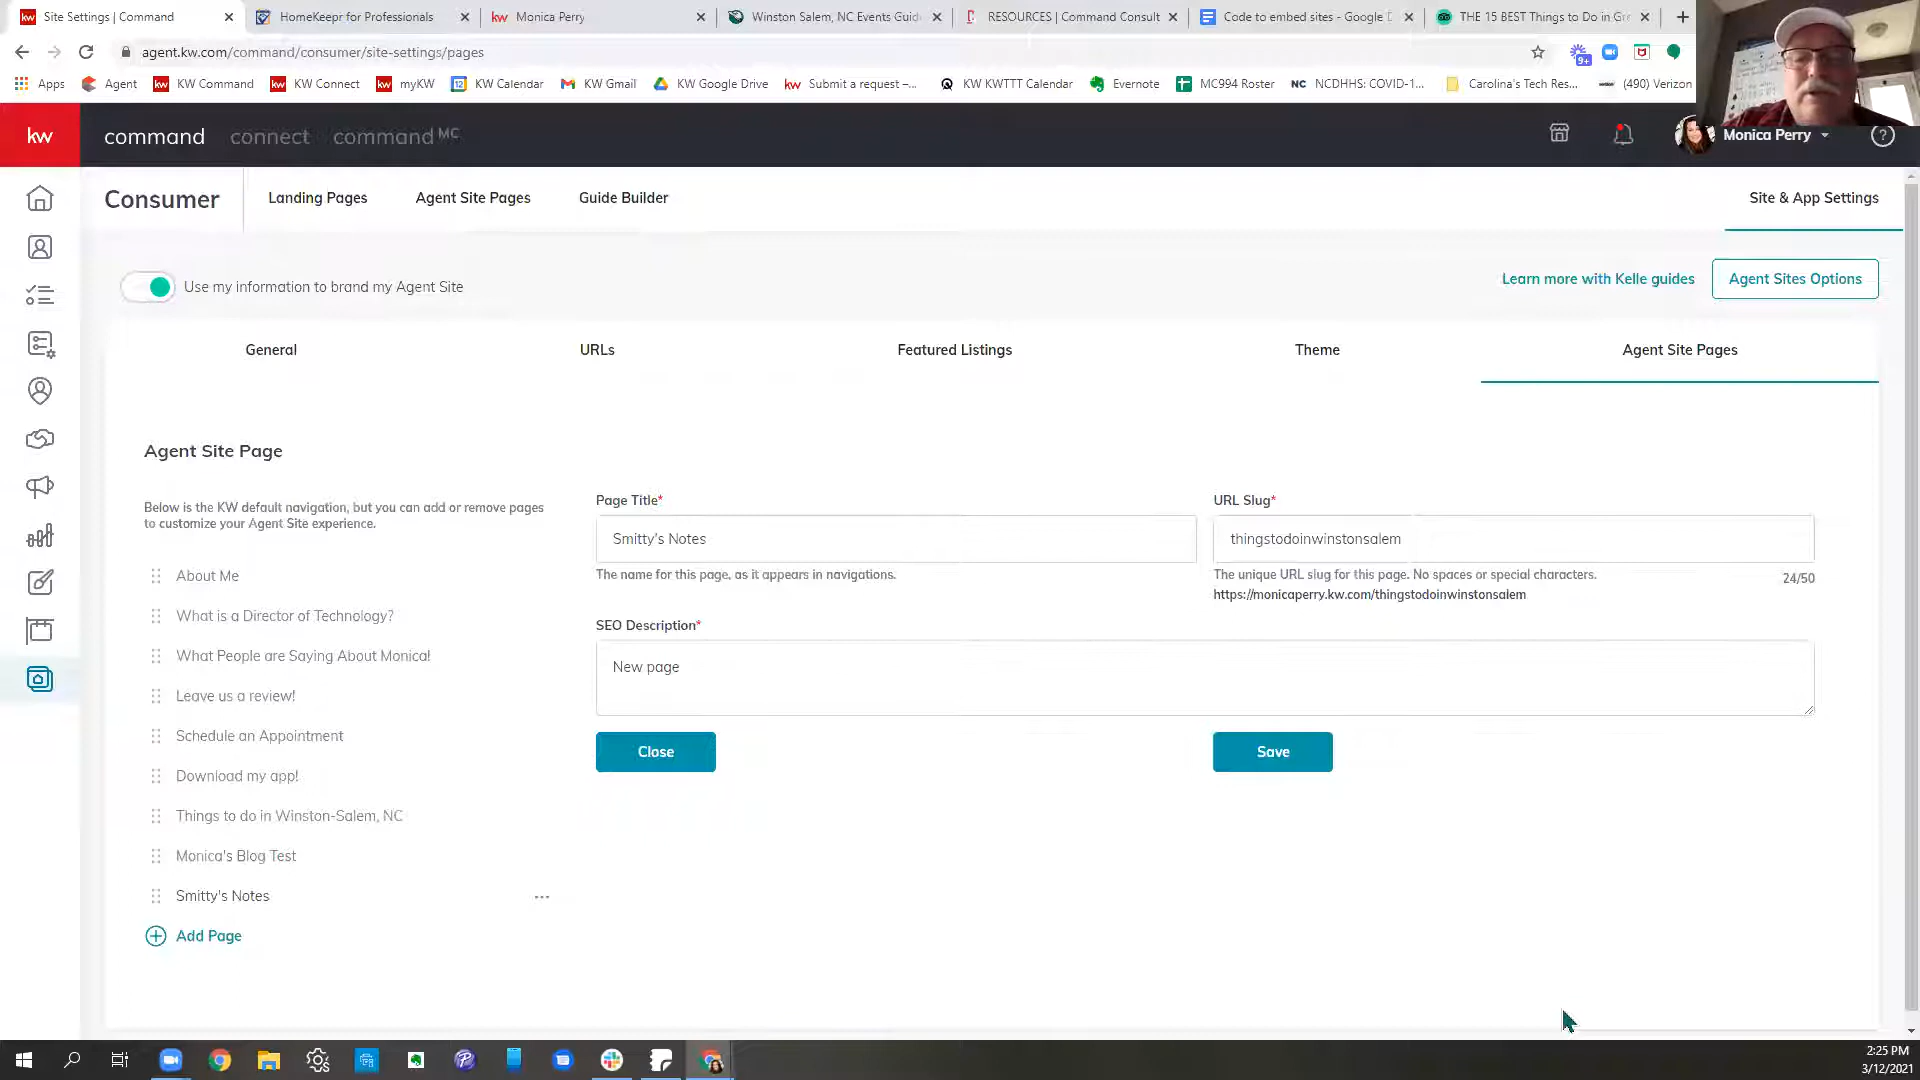 Site Settings | Command
HomeKeepr for Professionals
kw Monica Perry
Winston Salem, NC Events Guid
RESOURCES | Command Consult
Code to embed sites - Google D
THE 15 BEST Things to Do in Gr
agent.kw.com/command/consumer/site-settings/pages
9+
Apps
Agent
kw KW Command
kw KW Connect
kw myKW
KW Calendar
KW Gmail
KW Google Drive
kw Submit a request –...
KW KWTTT Calendar
Evernote
MC994 Roster
NC NCDHHS: COVID-1...
Carolina's Tech Res...
(490) Verizon
kw
command
connect
command MC
Monica Perry
Consumer
Landing Pages
Agent Site Pages
Guide Builder
Site & App Settings
Use my information to brand my Agent Site
Learn more with Kelle guides
Agent Sites Options
General
URLs
Featured Listings
Theme
Agent Site Pages
Agent Site Page
Below is the KW default navigation, but you can add or remove pages
to customize your Agent Site experience.
About Me
What is a Director of Technology?
What People are Saying About Monica!
Leave us a review!
Schedule an Appointment
Download my app!
Things to do in Winston-Salem, NC
Monica's Blog Test
Smitty's Notes
Add Page
Page Title*
Smitty's Notes
The name for this page, as it appears in navigations.
URL Slug*
thingstodoinwinstonsalem
The unique URL slug for this page. No spaces or special characters.
24/50
https://monicaperry.kw.com/thingstodoinwinstonsalem
SEO Description*
New page
Close
Save
2:25 PM
3/12/2021